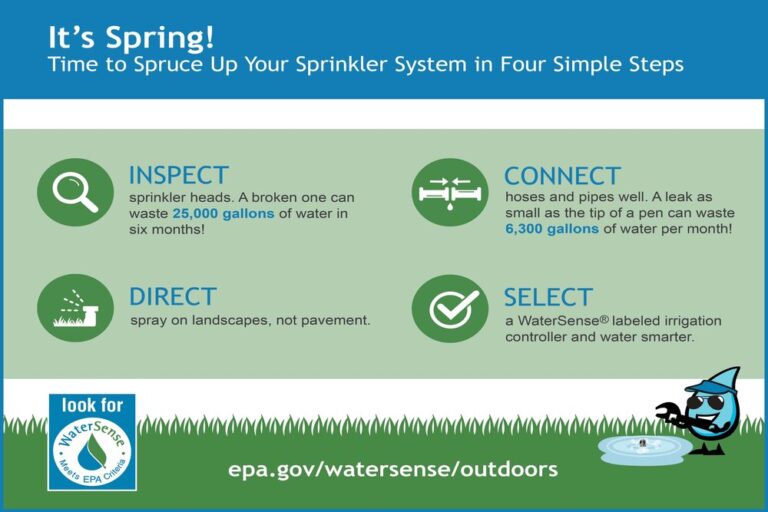 It's Spring!
Time to Spruce Up Your Sprinkler System in Four Simple Steps
INSPECT
sprinkler heads. A broken one can
waste 25,000 gallons of water in
six months!
CONNECT
hoses and pipes well. A leak as
small as the tip of a pen can waste
6,300 gallons of water per month!
DIRECT
spray on landscapes, not pavement.
SELECT
a WaterSense® labeled irrigation
controller and water smarter.
look for
WaterSense
Meets EPA Criteria
epa.gov/watersense/outdoors